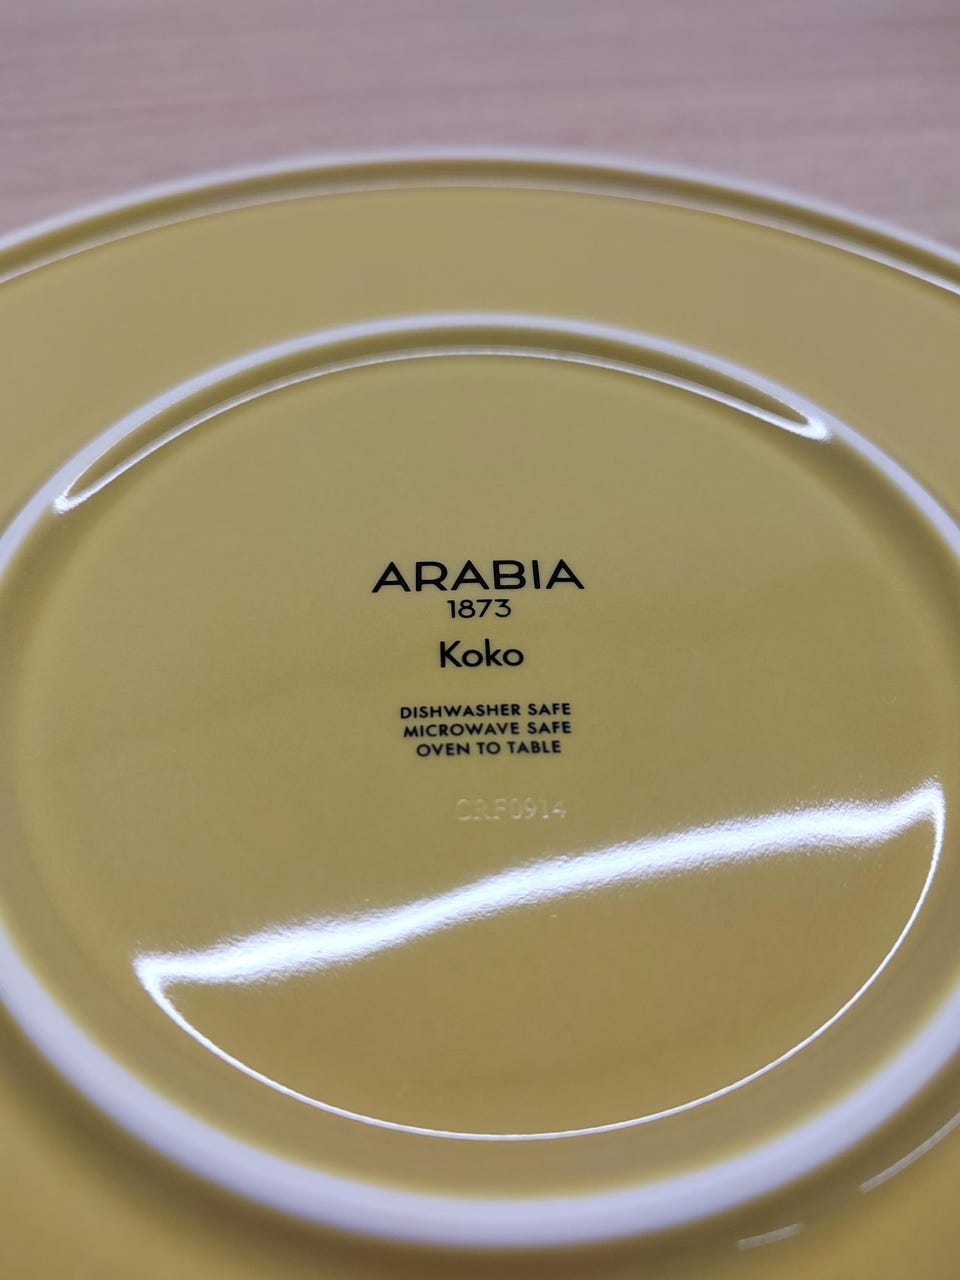 ARABIA
1873
Koko
DISHWASHER SAFE
MICROWAVE SAFE
OVEN TO TABLE
CRF0914